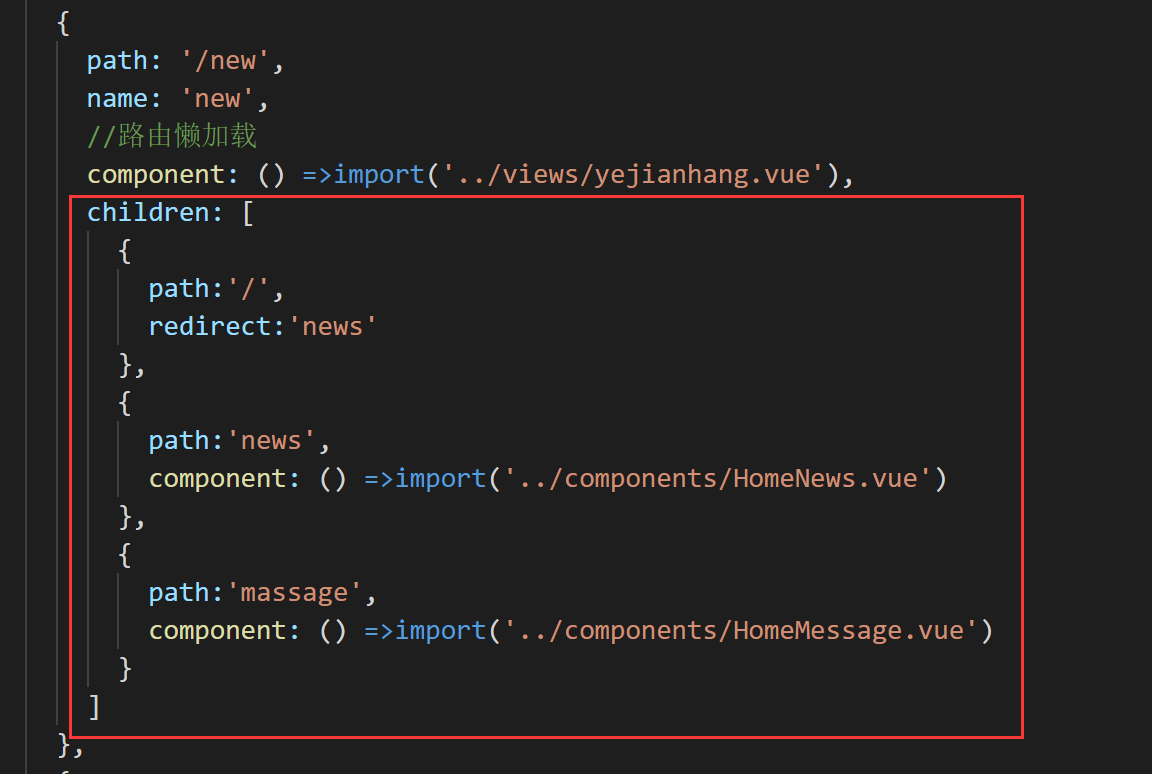 {
path: '/new',
name: 'new',
//路由懒加载
component: () =>import('../views/yejianhang.vue'),
children: [
{
path:'/',
redirect:'news'
},
{
path:'news',
component: () =>import('../components/HomeNews.vue')
},
{
path:'massage',
component: () =>import('../components/HomeMessage.vue')
}
]
},